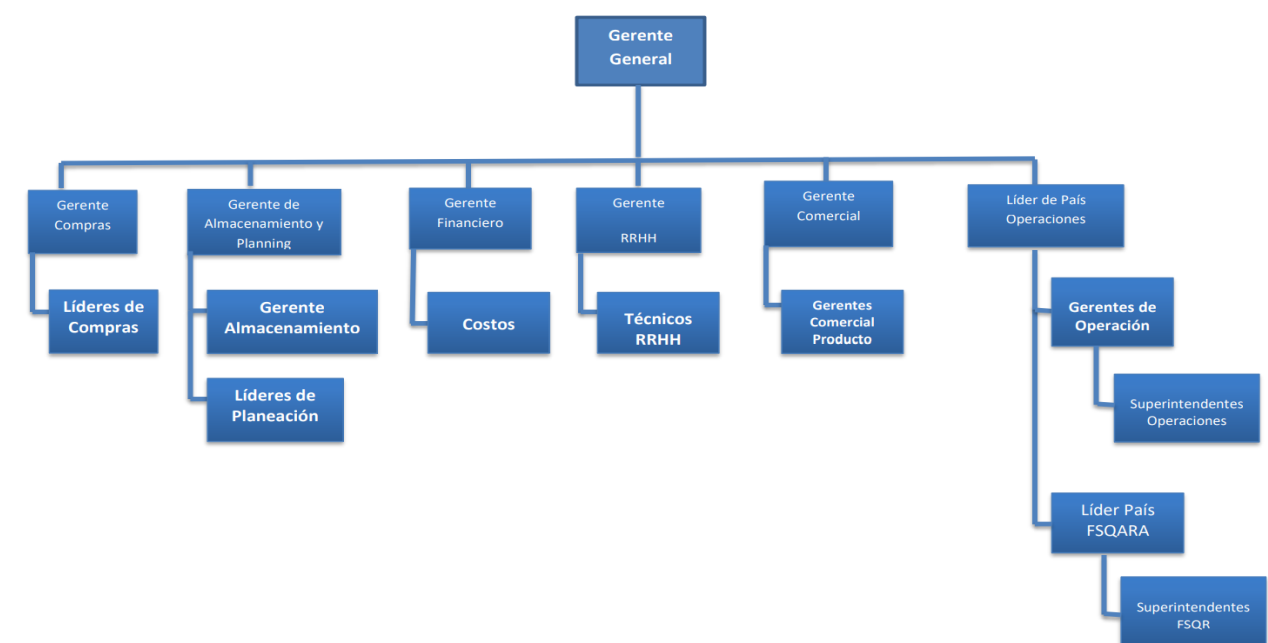 Gerente
General
Gerente
Compras
Gerente de
Almacenamiento y
Planning
Gerente
Financiero
Gerente
RRHH
Gerente
Comercial
Líder de País
Operaciones
Líderes de
Compras
Gerente
Almacenamiento
Costos
Técnicos
RRHH
Gerentes
Comercial
Producto
Gerentes de
Operación
Líderes de
Planeación
Superintendentes
Operaciones
Líder País
FSQARA
Superintendentes
FSQR